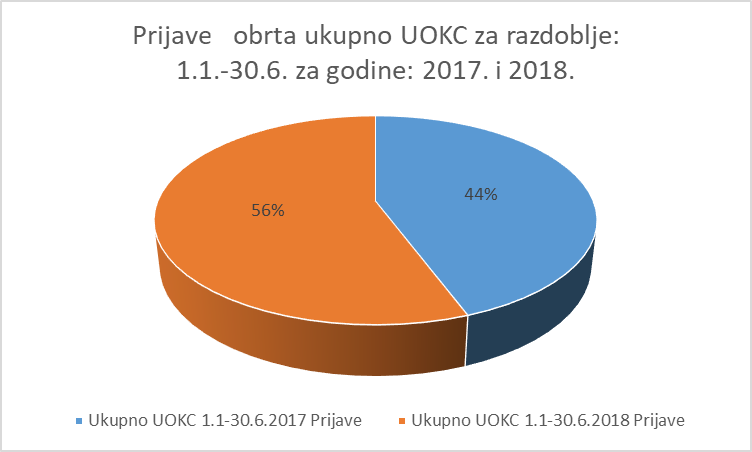 Prijave   obrta ukupno UOKC za razdoblje:
1.1.-30.6. za godine: 2017. i 2018.
44%
56%
Ukupno UOKC 1.1-30.6.2017 Prijave
Ukupno UOKC 1.1-30.6.2018 Prijave